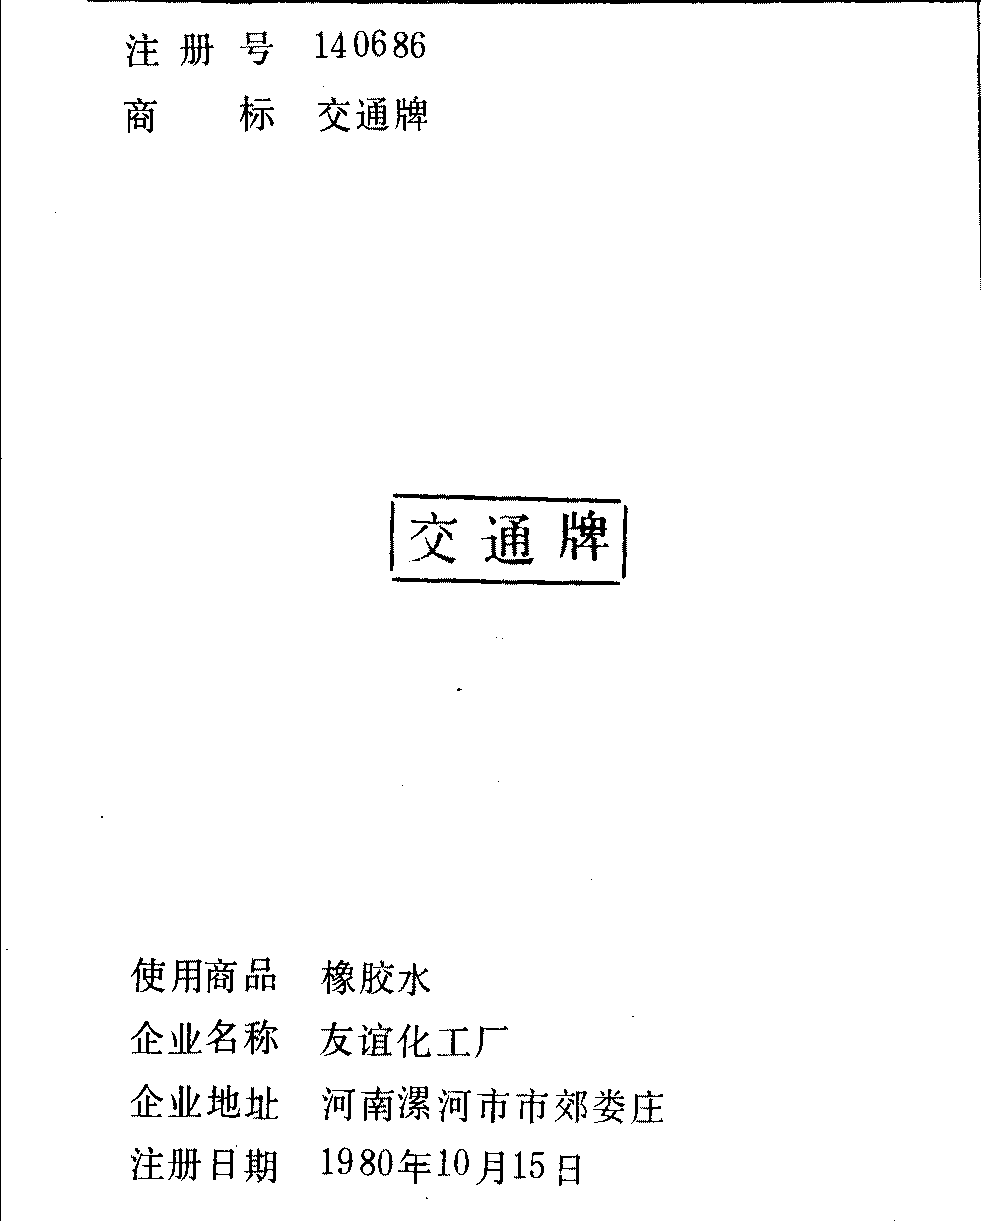 注册号 140686
商标 交通牌
交通牌
使用商品 橡胶水
企业名称 友谊化工厂
企业地址 河南漯河市市郊娄庄
注册日期 1980年10月15日